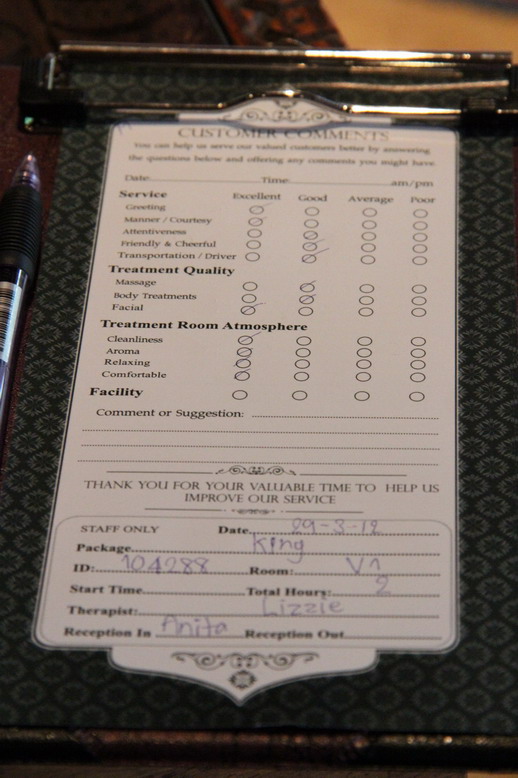 CUSTOMER COMMENTS
You can help us serve our valued customers better by answering
the questions below and offering any comments you might have.
Date Time am/pm
Service Excellent Good Average Poor
Greeting
Manner / Courtesy
Attentiveness
Friendly & Cheerful
Transportation / Driver
Treatment Quality
Massage
Body Treatments
Facial
Treatment Room Atmosphere
Cleanliness
Aroma
Relaxing
Comfortable
Facility
Comment or Suggestion:
THANK YOU FOR YOUR VALUABLE TIME TO HELP US
IMPROVE OUR SERVICE
STAFF ONLY Date 29-3-12
Package King
ID: 104288 Room: V1
Start Time Total Hours: 2
Therapist: Lizzie
Reception In Anita Reception Out